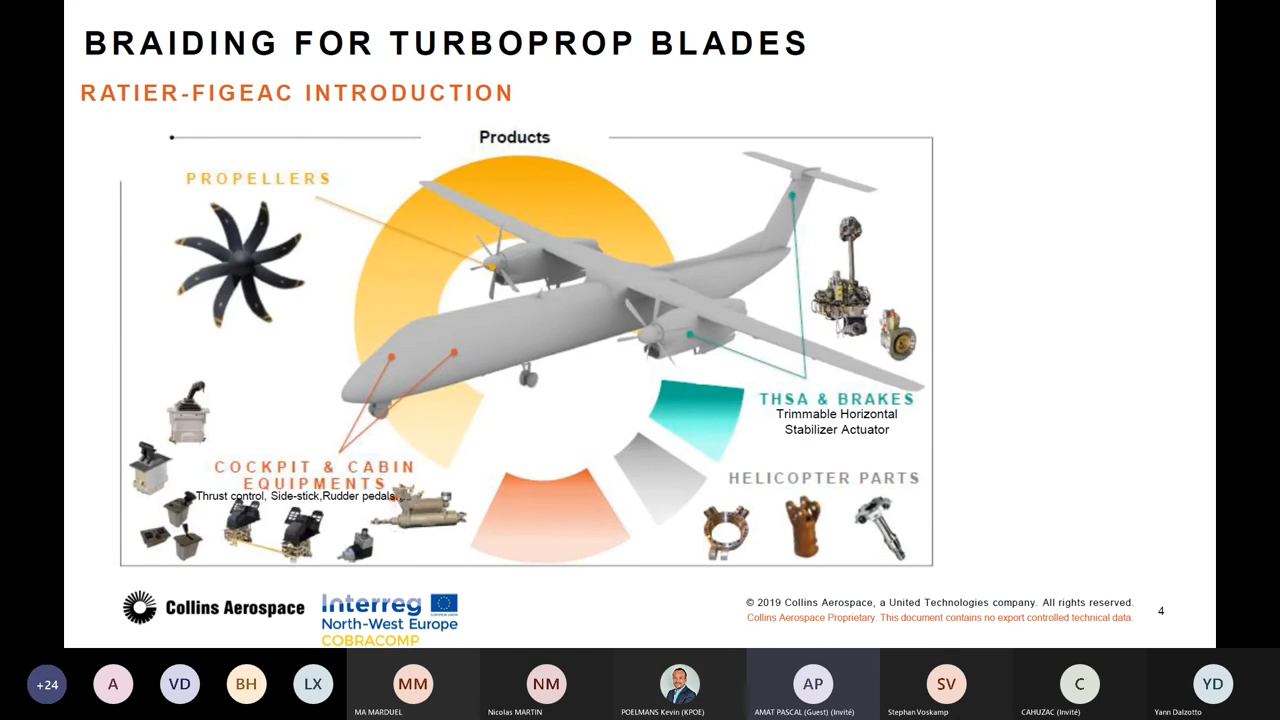 BRAIDING FOR TURBOPROP BLADES
RATIER-FIGEAC INTRODUCTION
Products
PROPELLERS
THSA & BRAKES
Trimmable Horizontal
Stabilizer Actuator
COCKPIT & CABIN
EQUIPMENTS
Thrust control, Side-stick,Rudder pedals...
HELICOPTER PARTS
Collins Aerospace
Interreg
EUROPEAN UNION
North-West Europe
COBRACOMP
© 2019 Collins Aerospace, a United Technologies company. All rights reserved.
Collins Aerospace Proprietary. This document contains no export controlled technical data.
4
+24
A
VD
BH
LX
MM
MA MARDUEL
NM
Nicolas MARTIN
POELMANS Kevin (KPOE)
AP
AMAT PASCAL (Guest) (Invité)
SV
Stephan Voskamp
C
CAHUZAC (Invité)
YD
Yann Dalzotto